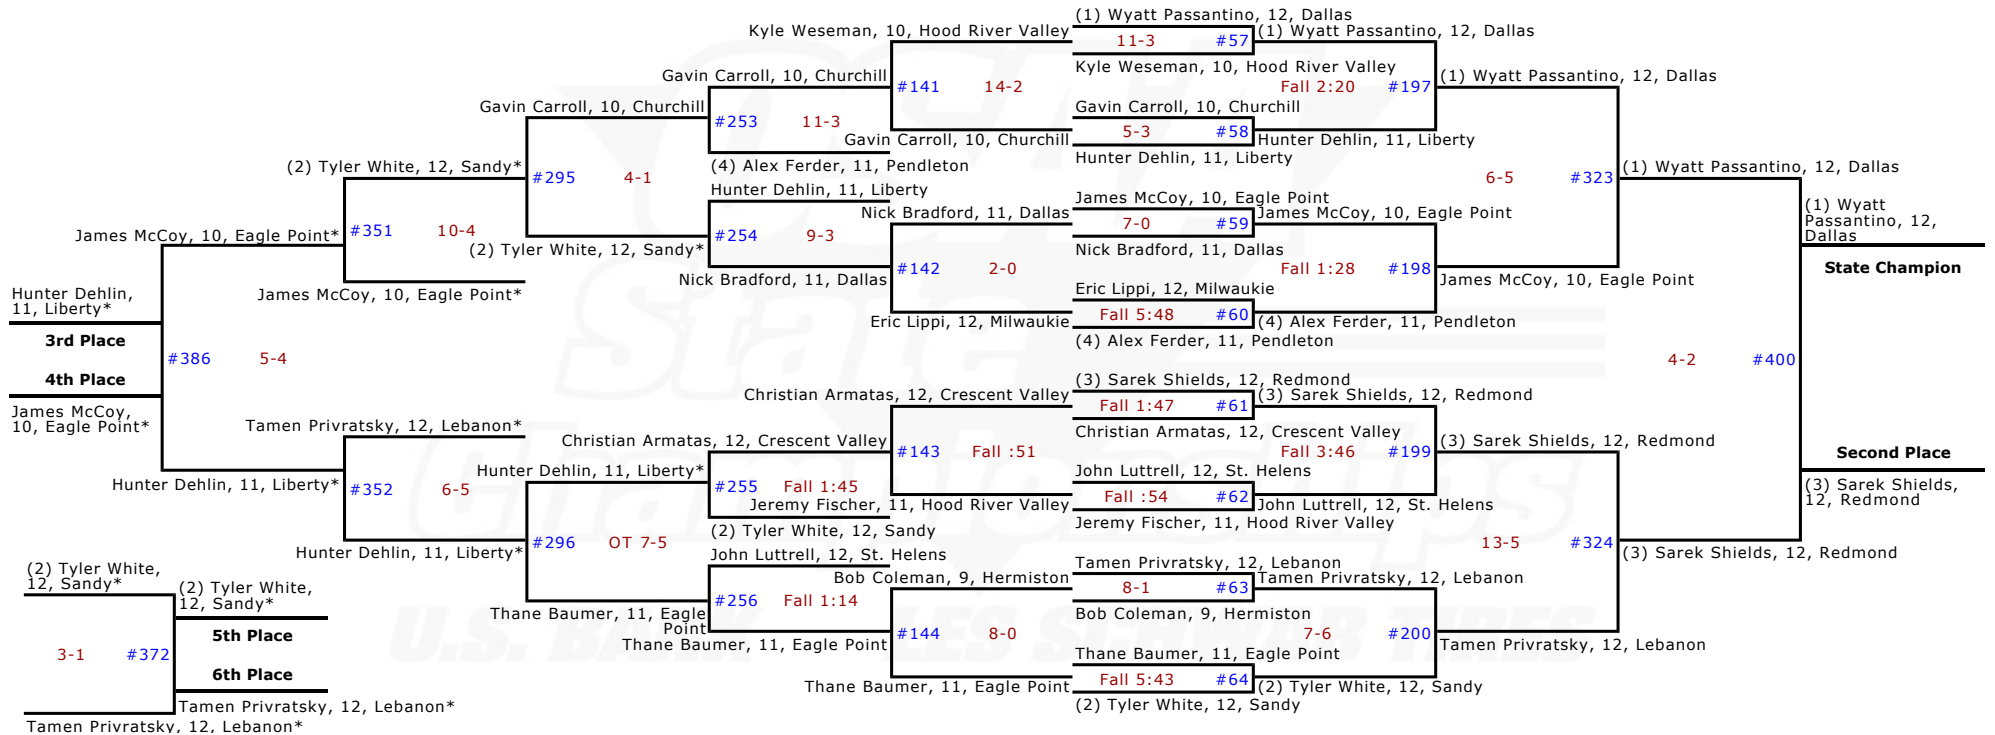 (1) Wyatt Passantino, 12, Dallas
Kyle Weseman, 10, Hood River Valley
11-3 #57
(1) Wyatt Passantino, 12, Dallas
Kyle Weseman, 10, Hood River Valley
Gavin Carroll, 10, Churchill
(1) Wyatt Passantino, 12, Dallas
#141 14-2
Fall 2:20 #197
Gavin Carroll, 10, Churchill
Gavin Carroll, 10, Churchill
#253 11-3
5-3 #58
Gavin Carroll, 10, Churchill
Hunter Dehlin, 11, Liberty
Hunter Dehlin, 11, Liberty
(2) Tyler White, 12, Sandy*
(4) Alex Ferder, 11, Pendleton
(1) Wyatt Passantino, 12, Dallas
#295 4-1
6-5 #323
Hunter Dehlin, 11, Liberty
James McCoy, 10, Eagle Point
(1) Wyatt
Passantino, 12,
Dallas
Nick Bradford, 11, Dallas
7-0 #59
James McCoy, 10, Eagle Point
James McCoy, 10, Eagle Point*
#351 10-4
#254 9-3
(2) Tyler White, 12, Sandy*
Nick Bradford, 11, Dallas
State Champion
#142 2-0
Fall 1:28 #198
Nick Bradford, 11, Dallas
James McCoy, 10, Eagle Point
Hunter Dehlin,
11, Liberty*
James McCoy, 10, Eagle Point*
Eric Lippi, 12, Milwaukie
Eric Lippi, 12, Milwaukie
Fall 5:48 #60
(4) Alex Ferder, 11, Pendleton
3rd Place
(4) Alex Ferder, 11, Pendleton
#386 5-4
4-2 #400
4th Place
(3) Sarek Shields, 12, Redmond
Christian Armatas, 12, Crescent Valley
Fall 1:47 #61
(3) Sarek Shields, 12, Redmond
James McCoy,
10, Eagle Point*
Tamen Privratsky, 12, Lebanon*
Christian Armatas, 12, Crescent Valley
Christian Armatas, 12, Crescent Valley
(3) Sarek Shields, 12, Redmond
#143 Fall :51
Fall 3:46 #199
Second Place
Hunter Dehlin, 11, Liberty*
John Luttrell, 12, St. Helens
Hunter Dehlin, 11, Liberty*
#352 6-5
#255 Fall 1:45
Fall :54 #62
(3) Sarek Shields,
12, Redmond
Jeremy Fischer, 11, Hood River Valley
John Luttrell, 12, St. Helens
Jeremy Fischer, 11, Hood River Valley
(2) Tyler White, 12, Sandy
#296 OT 7-5
13-5 #324
Hunter Dehlin, 11, Liberty*
John Luttrell, 12, St. Helens
(3) Sarek Shields, 12, Redmond
Tamen Privratsky, 12, Lebanon
(2) Tyler White,
12, Sandy*
Bob Coleman, 9, Hermiston
8-1 #63
Tamen Privratsky, 12, Lebanon
(2) Tyler White,
12, Sandy*
#256 Fall 1:14
Thane Baumer, 11, Eagle
Point
Bob Coleman, 9, Hermiston
5th Place
#144 8-0
7-6 #200
Thane Baumer, 11, Eagle Point
Tamen Privratsky, 12, Lebanon
3-1 #372
Thane Baumer, 11, Eagle Point
6th Place
Thane Baumer, 11, Eagle Point
Fall 5:43 #64
(2) Tyler White, 12, Sandy
Tamen Privratsky, 12, Lebanon*
(2) Tyler White, 12, Sandy
Tamen Privratsky, 12, Lebanon*
OSAA
State
Championships
U.S. BANK LES SCHWAB TIRES